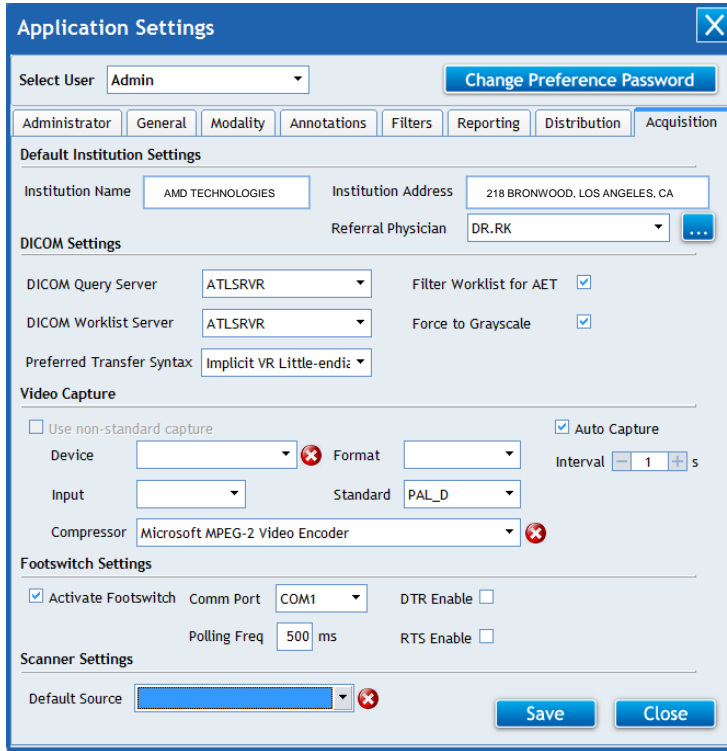 Application Settings X
Select User Admin Change Preference Password
Administrator General Modality Annotations Filters Reporting Distribution Acquisition
Default Institution Settings
Institution Name AMD TECHNOLOGIES Institution Address 218 BRONWOOD, LOS ANGELES, CA
Referral Physician DR.RK ...
DICOM Settings
DICOM Query Server ATLSRVR Filter Worklist for AET
DICOM Worklist Server ATLSRVR Force to Grayscale
Preferred Transfer Syntax Implicit VR Little-endia
Video Capture
Use non-standard capture Auto Capture
Device Format Interval 1 s
Input Standard PAL_D
Compressor Microsoft MPEG-2 Video Encoder
Footswitch Settings
Activate Footswitch Comm Port COM1 DTR Enable
Polling Freq 500 ms RTS Enable
Scanner Settings
Default Source Save Close